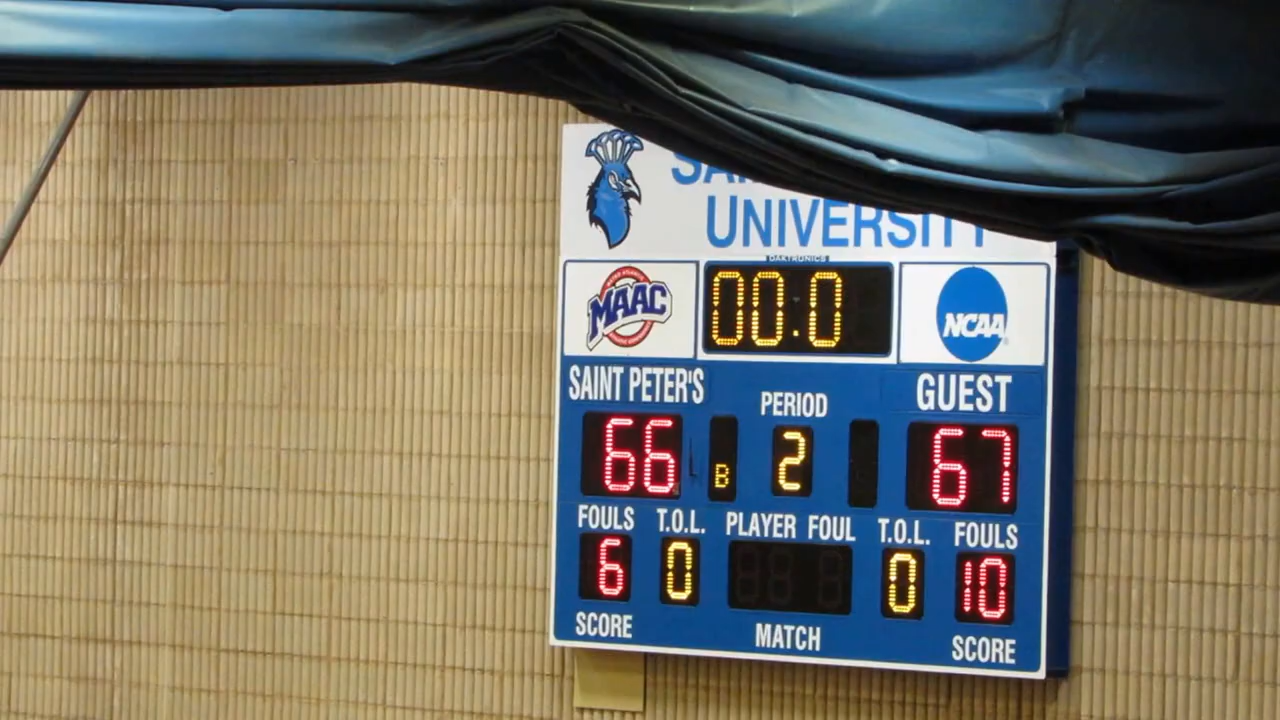 UNIVERSITY
DAKTRONICS
MAAC
00.0
NCAA
SAINT PETER'S
PERIOD
GUEST
66
B
2
67
FOULS
T.O.L.
PLAYER FOUL
T.O.L.
FOULS
6
0
0
10
SCORE
MATCH
SCORE